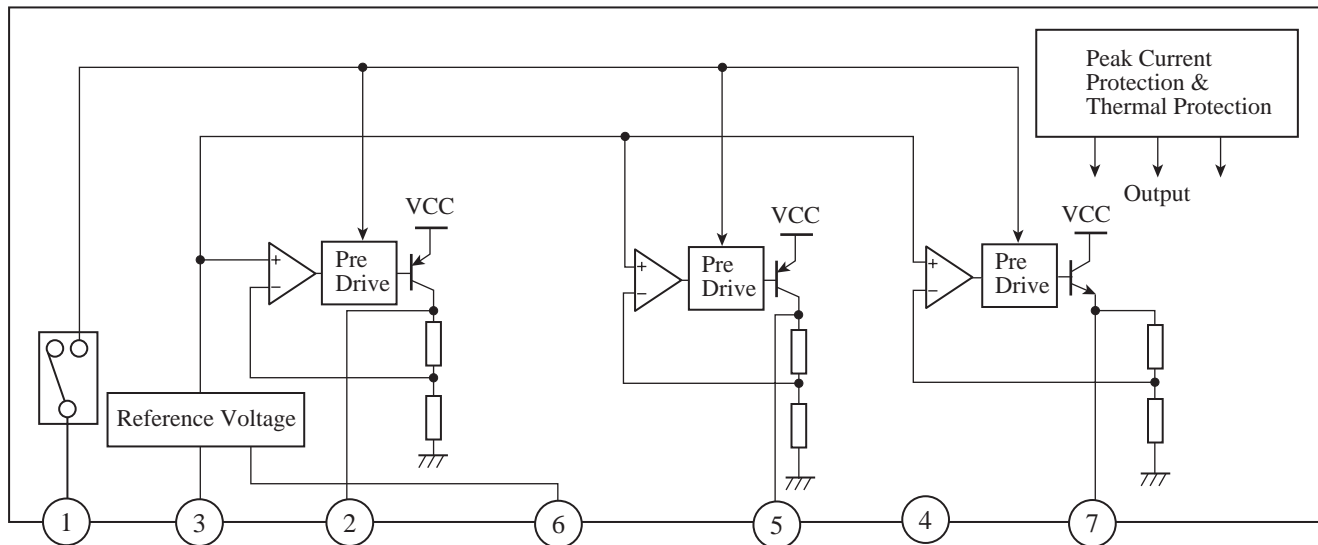 Peak Current
Protection &
Thermal Protection
Output
VCC
VCC
VCC
+
−
Pre
Drive
+
−
Pre
Drive
+
−
Pre
Drive
Reference Voltage
1
3
2
6
5
4
7